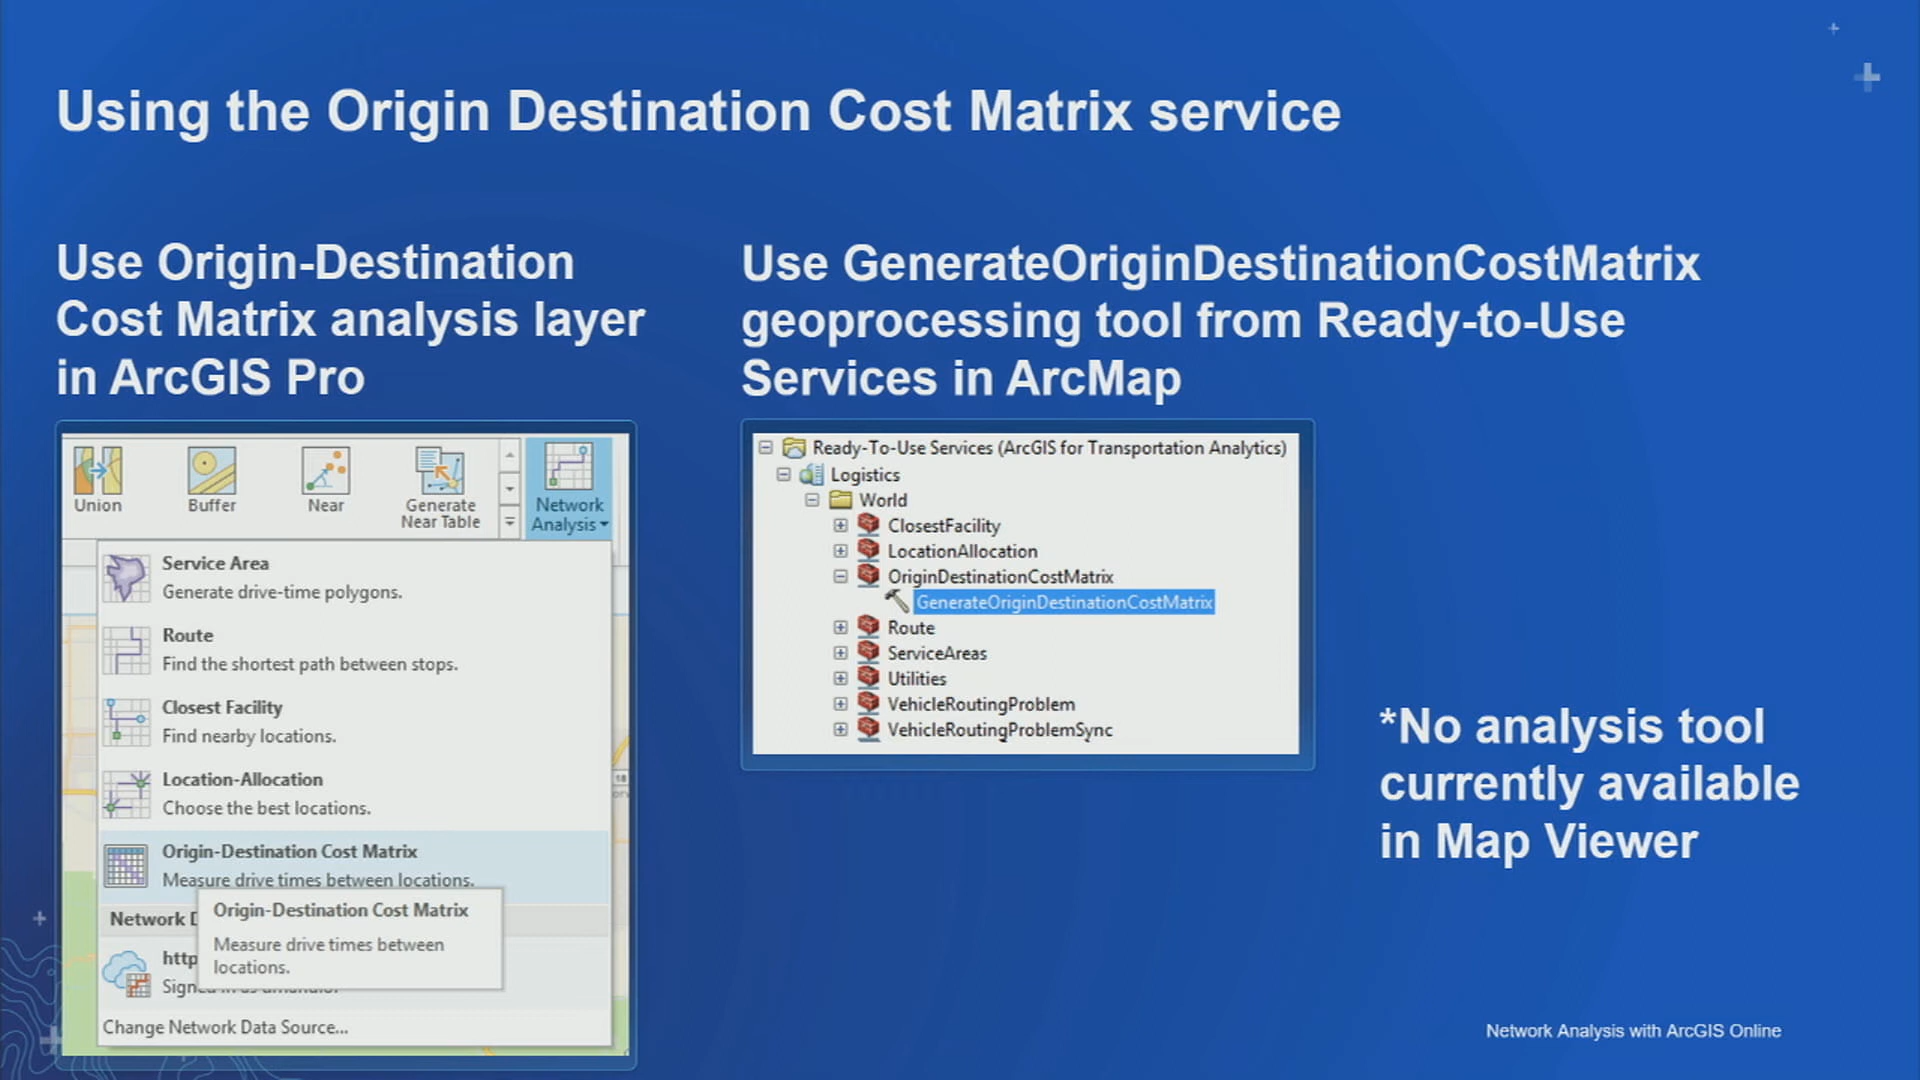 Using the Origin Destination Cost Matrix service
Use Origin-Destination
Cost Matrix analysis layer
in ArcGIS Pro
Union
Buffer
Near
Generate
Near Table
Network
Analysis
Service Area
Generate drive-time polygons.
Route
Find the shortest path between stops.
Closest Facility
Find nearby locations.
Location-Allocation
Choose the best locations.
Origin-Destination Cost Matrix
Measure drive times between locations.
Origin-Destination Cost Matrix
Measure drive times between
locations.
Network D
http
Change Network Data Source...
Use GenerateOriginDestinationCostMatrix
geoprocessing tool from Ready-to-Use
Services in ArcMap
Ready-To-Use Services (ArcGIS for Transportation Analytics)
Logistics
World
ClosestFacility
LocationAllocation
OriginDestinationCostMatrix
GenerateOriginDestinationCostMatrix
Route
ServiceAreas
Utilities
VehicleRoutingProblem
VehicleRoutingProblemSync
*No analysis tool
currently available
in Map Viewer
Network Analysis with ArcGIS Online